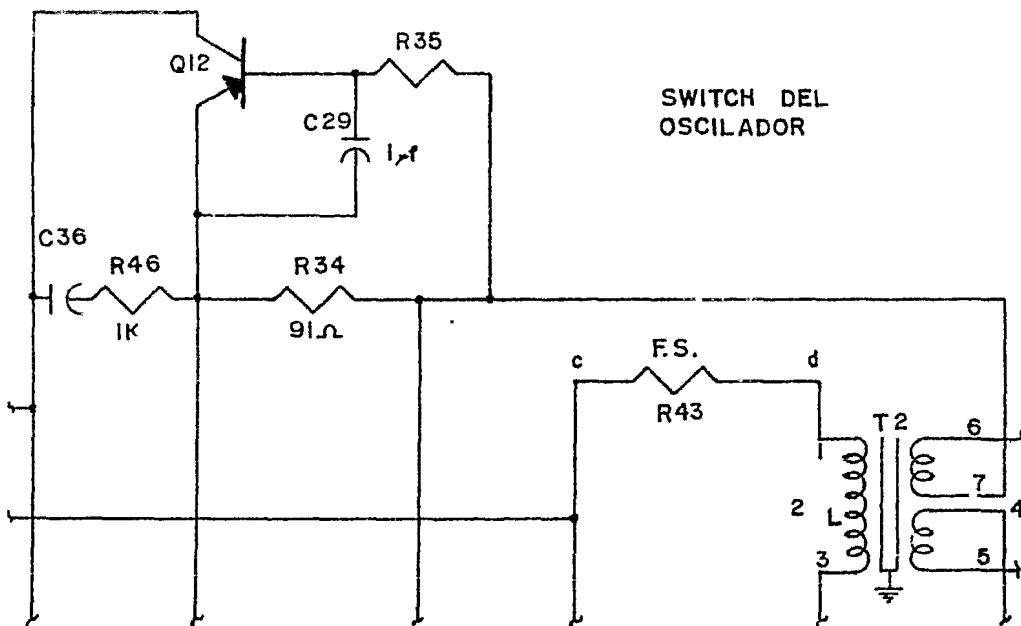 R35
Q12
SWITCH DEL
OSCILADOR
C29
1μf
C36
R46
R34
1K
91Ω
c
F.S.
d
R43
T2
1
6
7
2
L
4
3
5